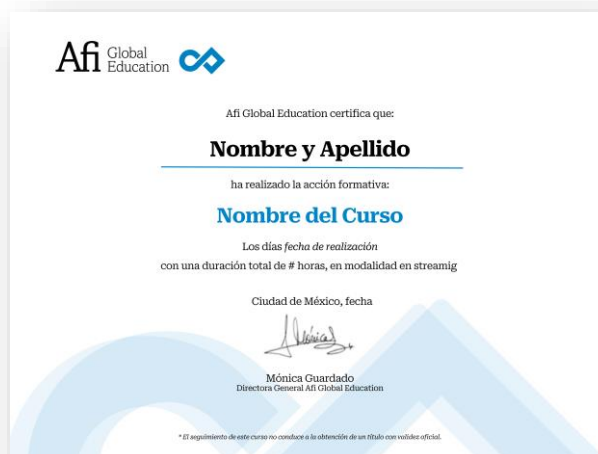 Afi Global
Education
Afi Global Education certifica que:
Nombre y Apellido
ha realizado la acción formativa:
Nombre del Curso
Los días fecha de realización
con una duración total de # horas, en modalidad en streamig
Ciudad de México, fecha
Mónica Guardado
Directora General Afi Global Education
* El seguimiento de este curso no conduce a la obtención de un título con validez oficial.